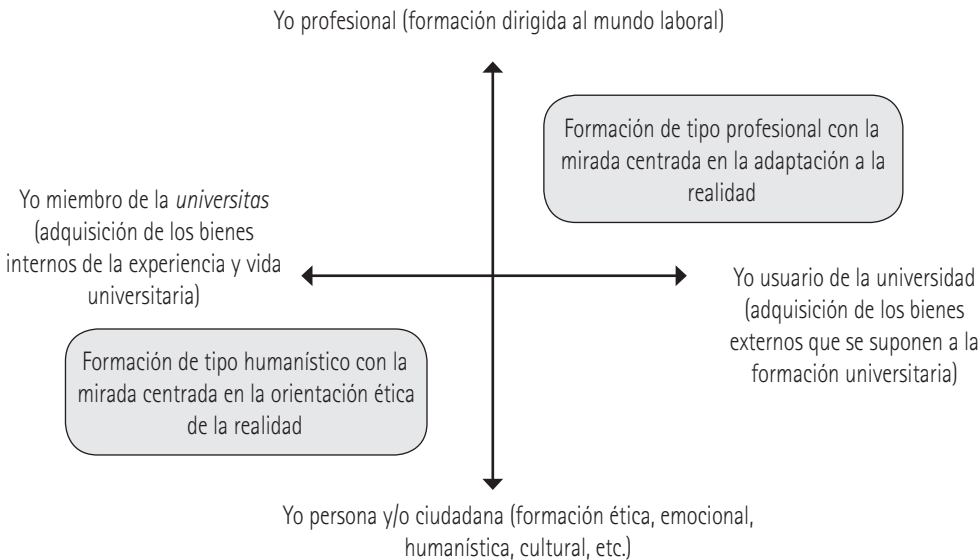 Yo profesional (formación dirigida al mundo laboral)
Formación de tipo profesional con la
mirada centrada en la adaptación a la
realidad
Yo miembro de la universitas
(adquisición de los bienes
internos de la experiencia y vida
universitaria)
Yo usuario de la universidad
(adquisición de los bienes
externos que se suponen a la
formación universitaria)
Formación de tipo humanístico con la
mirada centrada en la orientación ética
de la realidad
Yo persona y/o ciudadana (formación ética, emocional,
humanística, cultural, etc.)